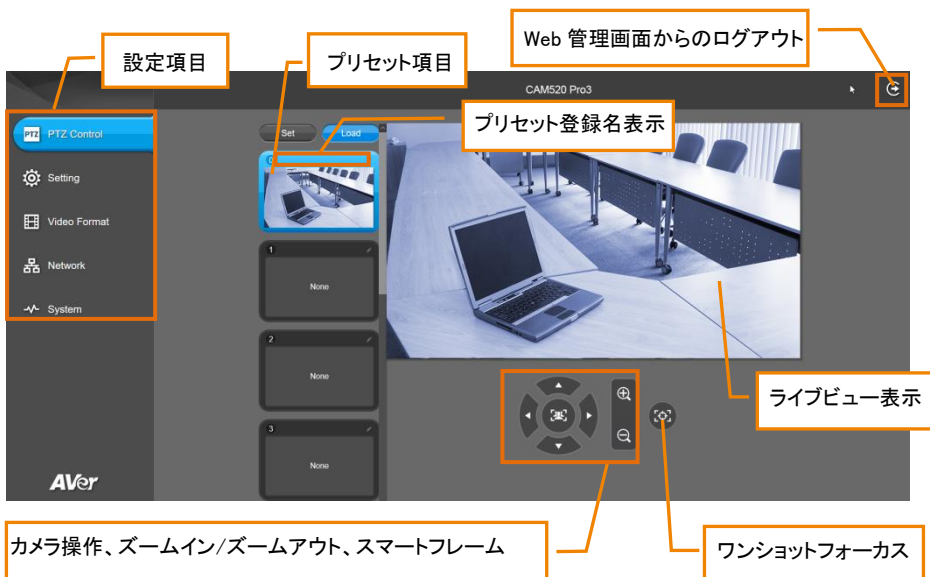 Web 管理画面からのログアウト
設定項目
プリセット項目
CAM520 Pro3
プリセット登録名表示
PTZ PTZ Control
Setting
Video Format
Network
System
Set
Load
0
1
None
2
None
3
None
ライブビュー表示
AVer
カメラ操作、ズームイン/ズームアウト、スマートフレーム
ワンショットフォーカス